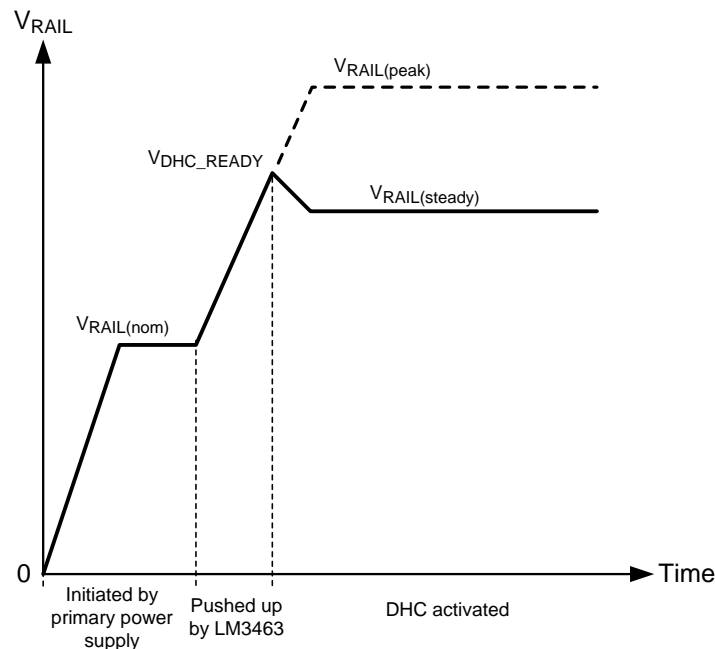 VRAIL
VRAIL(peak)
VDHC_READY
VRAIL(steady)
VRAIL(nom)
0
Time
Initiated by
primary power
supply
Pushed up
by LM3463
DHC activated